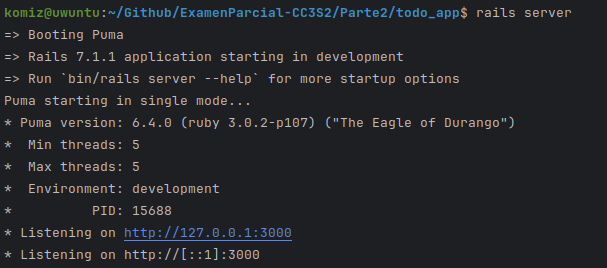 komiz@uwuntu:~/Github/ExamenParcial-CC3S2/Parte2/todo_app$ rails server
=> Booting Puma
=> Rails 7.1.1 application starting in development
=> Run `bin/rails server --help` for more startup options
Puma starting in single mode...
* Puma version: 6.4.0 (ruby 3.0.2-p107) ("The Eagle of Durango")
*  Min threads: 5
*  Max threads: 5
*  Environment: development
*          PID: 15688
* Listening on http://127.0.0.1:3000
* Listening on http://[::1]:3000